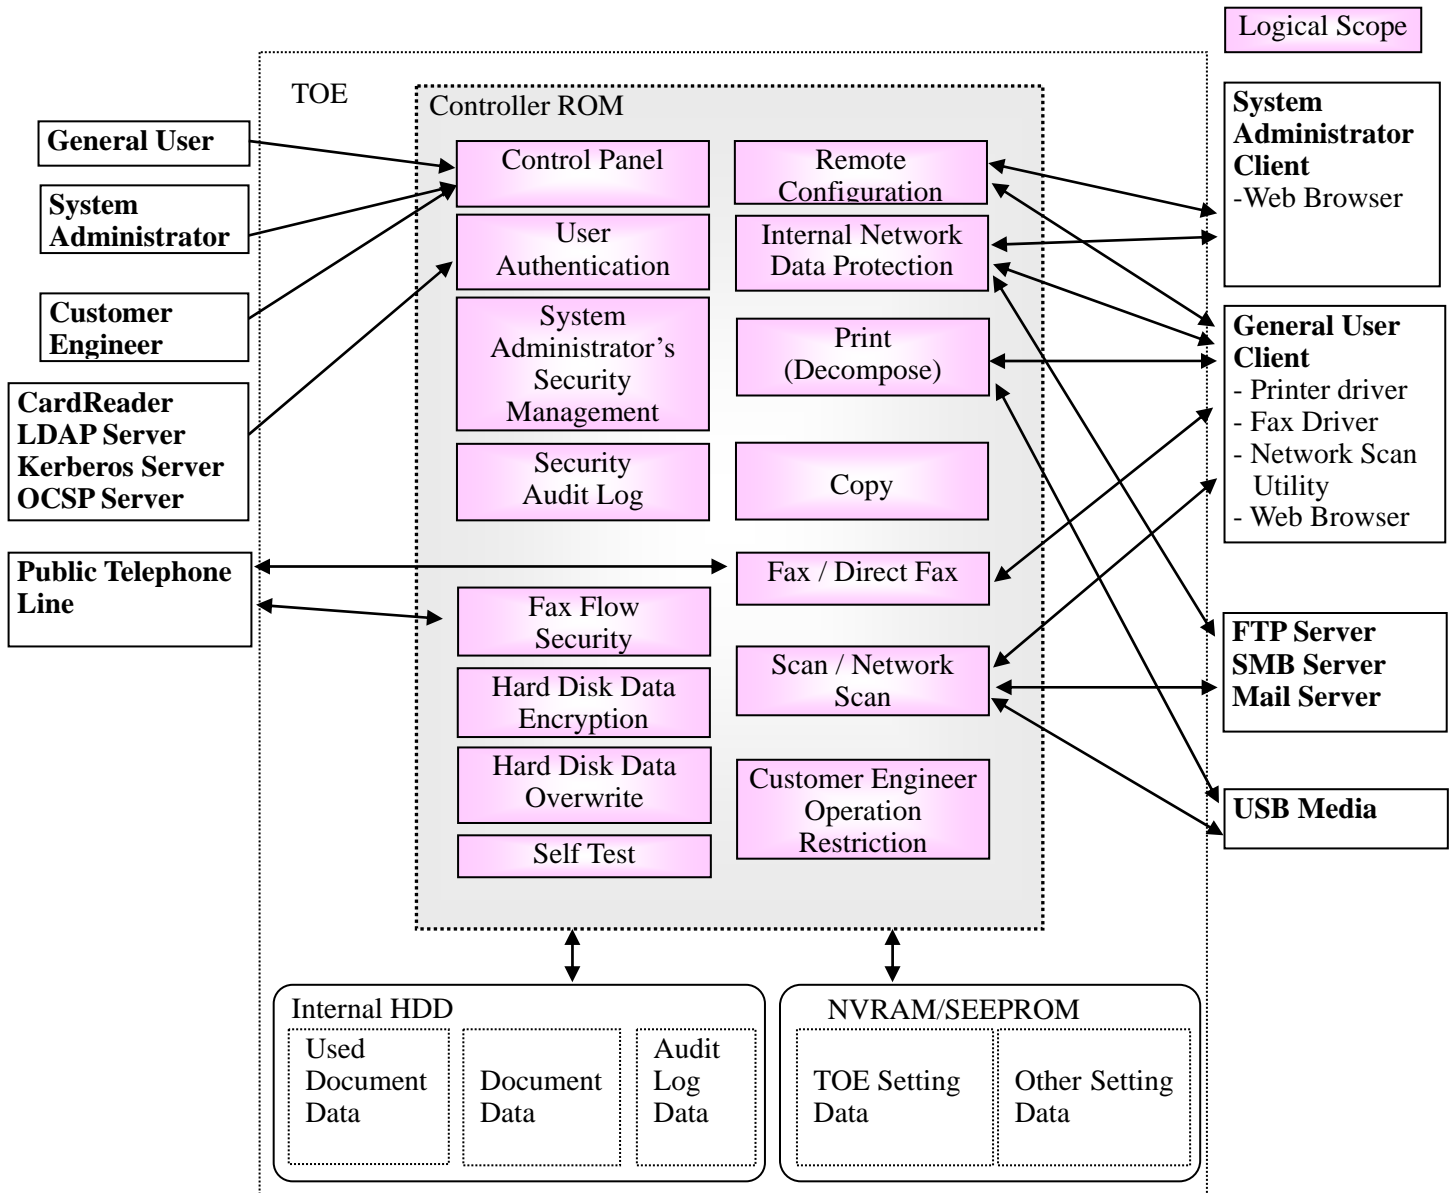 Logical Scope
TOE
Controller ROM
General User
System
Administrator
Customer
Engineer
CardReader
LDAP Server
Kerberos Server
OCSP Server
Public Telephone
Line
Control Panel
User
Authentication
System
Administrator’s
Security
Management
Security
Audit Log
Fax Flow
Security
Hard Disk Data
Encryption
Hard Disk Data
Overwrite
Self Test
Remote
Configuration
Internal Network
Data Protection
Print
(Decompose)
Copy
Fax / Direct Fax
Scan / Network
Scan
Customer Engineer
Operation
Restriction
System
Administrator
Client
-Web Browser
General User
Client
- Printer driver
- Fax Driver
- Network Scan
Utility
- Web Browser
FTP Server
SMB Server
Mail Server
USB Media
Internal HDD
Used
Document
Data
Document
Data
Audit
Log
Data
NVRAM/SEEPROM
TOE Setting
Data
Other Setting
Data